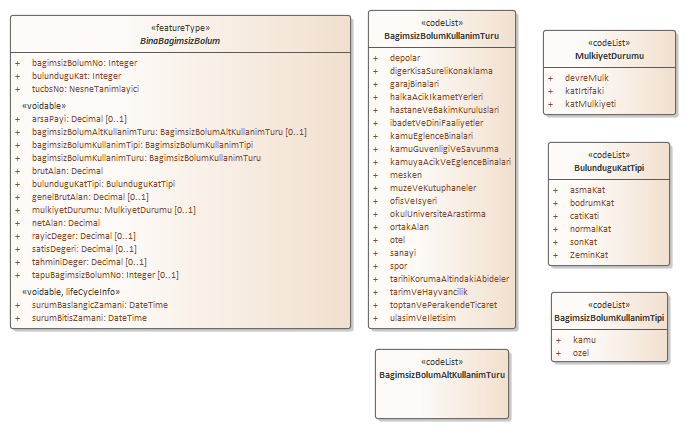 «featureType»
BinaBagimsizBolum
+ bagimsizBolumNo: Integer
+ bulunduguKat: Integer
+ tucbsNo: NesneTanimlayici
«voidable»
+ arsaPayi: Decimal [0..1]
+ bagimsizBolumAltKullanimTuru: BagimsizBolumAltKullanimTuru [0..1]
+ bagimsizBolumKullanimTipi: BagimsizBolumKullanimTipi
+ bagimsizBolumKullanimTuru: BagimsizBolumKullanimTuru
+ brutAlan: Decimal
+ bulunduguKatTipi: BulunduguKatTipi
+ genelBrutAlan: Decimal [0..1]
+ mulkiyetDurumu: MulkiyetDurumu [0..1]
+ netAlan: Decimal
+ rayicDeger: Decimal [0..1]
+ satisDegeri: Decimal [0..1]
+ tahminiDeger: Decimal [0..1]
+ tapuBagimsizBolumNo: Integer [0..1]
«voidable, lifeCycleInfo»
+ surumBaslangicZamani: DateTime
+ surumBitisZamani: DateTime
«codeList»
BagimsizBolumKullanimTuru
+ depolar
+ digerKisaSureliKonaklama
+ garajBinalari
+ halkaAcikIkametYerleri
+ hastaneVeBakimKuruluslari
+ ibadetVeDiniFaaliyetler
+ kamuEglenceBinalari
+ kamuGuvenligiVeSavunma
+ kamuyaAcikVeEglenceBinalari
+ mesken
+ muzeVeKutuphaneler
+ ofisVeIsyeri
+ okulUniversiteArastirma
+ ortakAlan
+ otel
+ sanayi
+ spor
+ tarihiKorumaAltindakiAbideler
+ tarimVeHayvancilik
+ toptanVePerakendeTicaret
+ ulasimVeIletisim
«codeList»
BagimsizBolumAltKullanimTuru
«codeList»
MulkiyetDurumu
+ devreMulk
+ katIrtifaki
+ katMulkiyeti
«codeList»
BulunduguKatTipi
+ asmaKat
+ bodrumKat
+ catiKati
+ normalKat
+ sonKat
+ ZeminKat
«codeList»
BagimsizBolumKullanimTipi
+ kamu
+ ozel